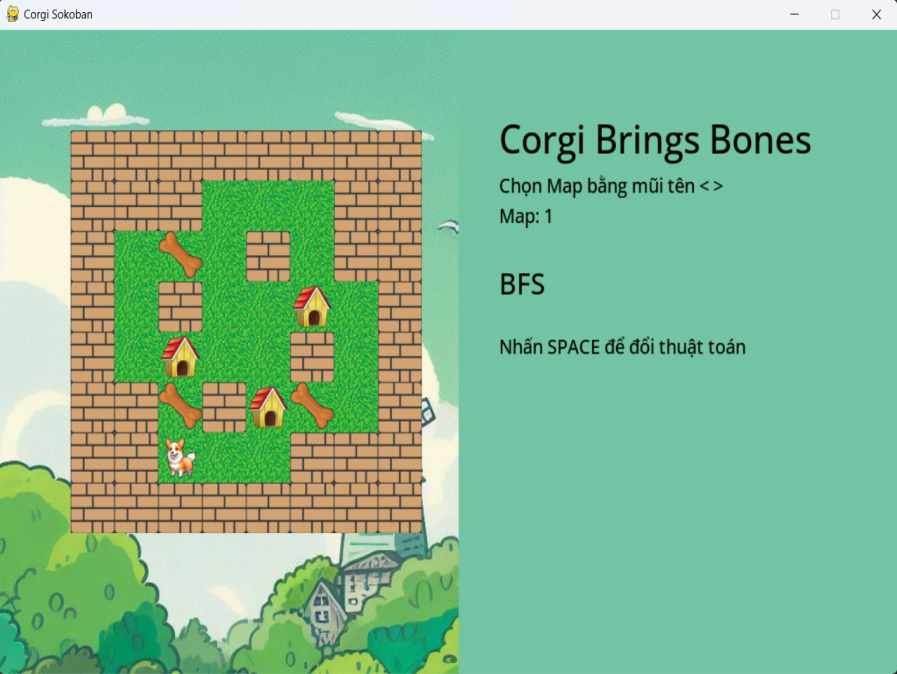 Corgi Sokoban
Corgi Brings Bones
Chọn Map bằng mũi tên < >
Map: 1
BFS
Nhấn SPACE để đổi thuật toán